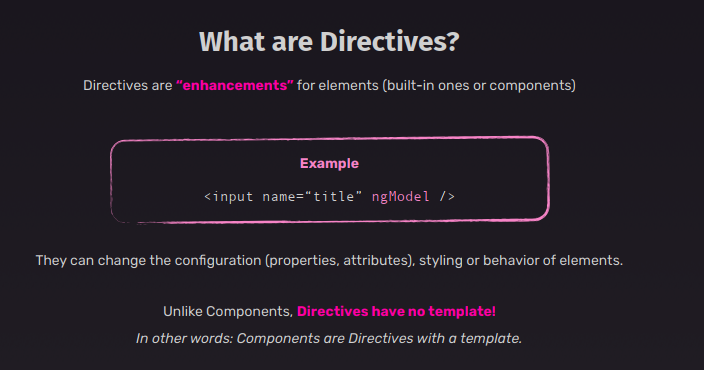 What are Directives?
Directives are “enhancements” for elements (built-in ones or components)
Example
<input name=“title” ngModel />
They can change the configuration (properties, attributes), styling or behavior of elements.
Unlike Components, Directives have no template!
In other words: Components are Directives with a template.